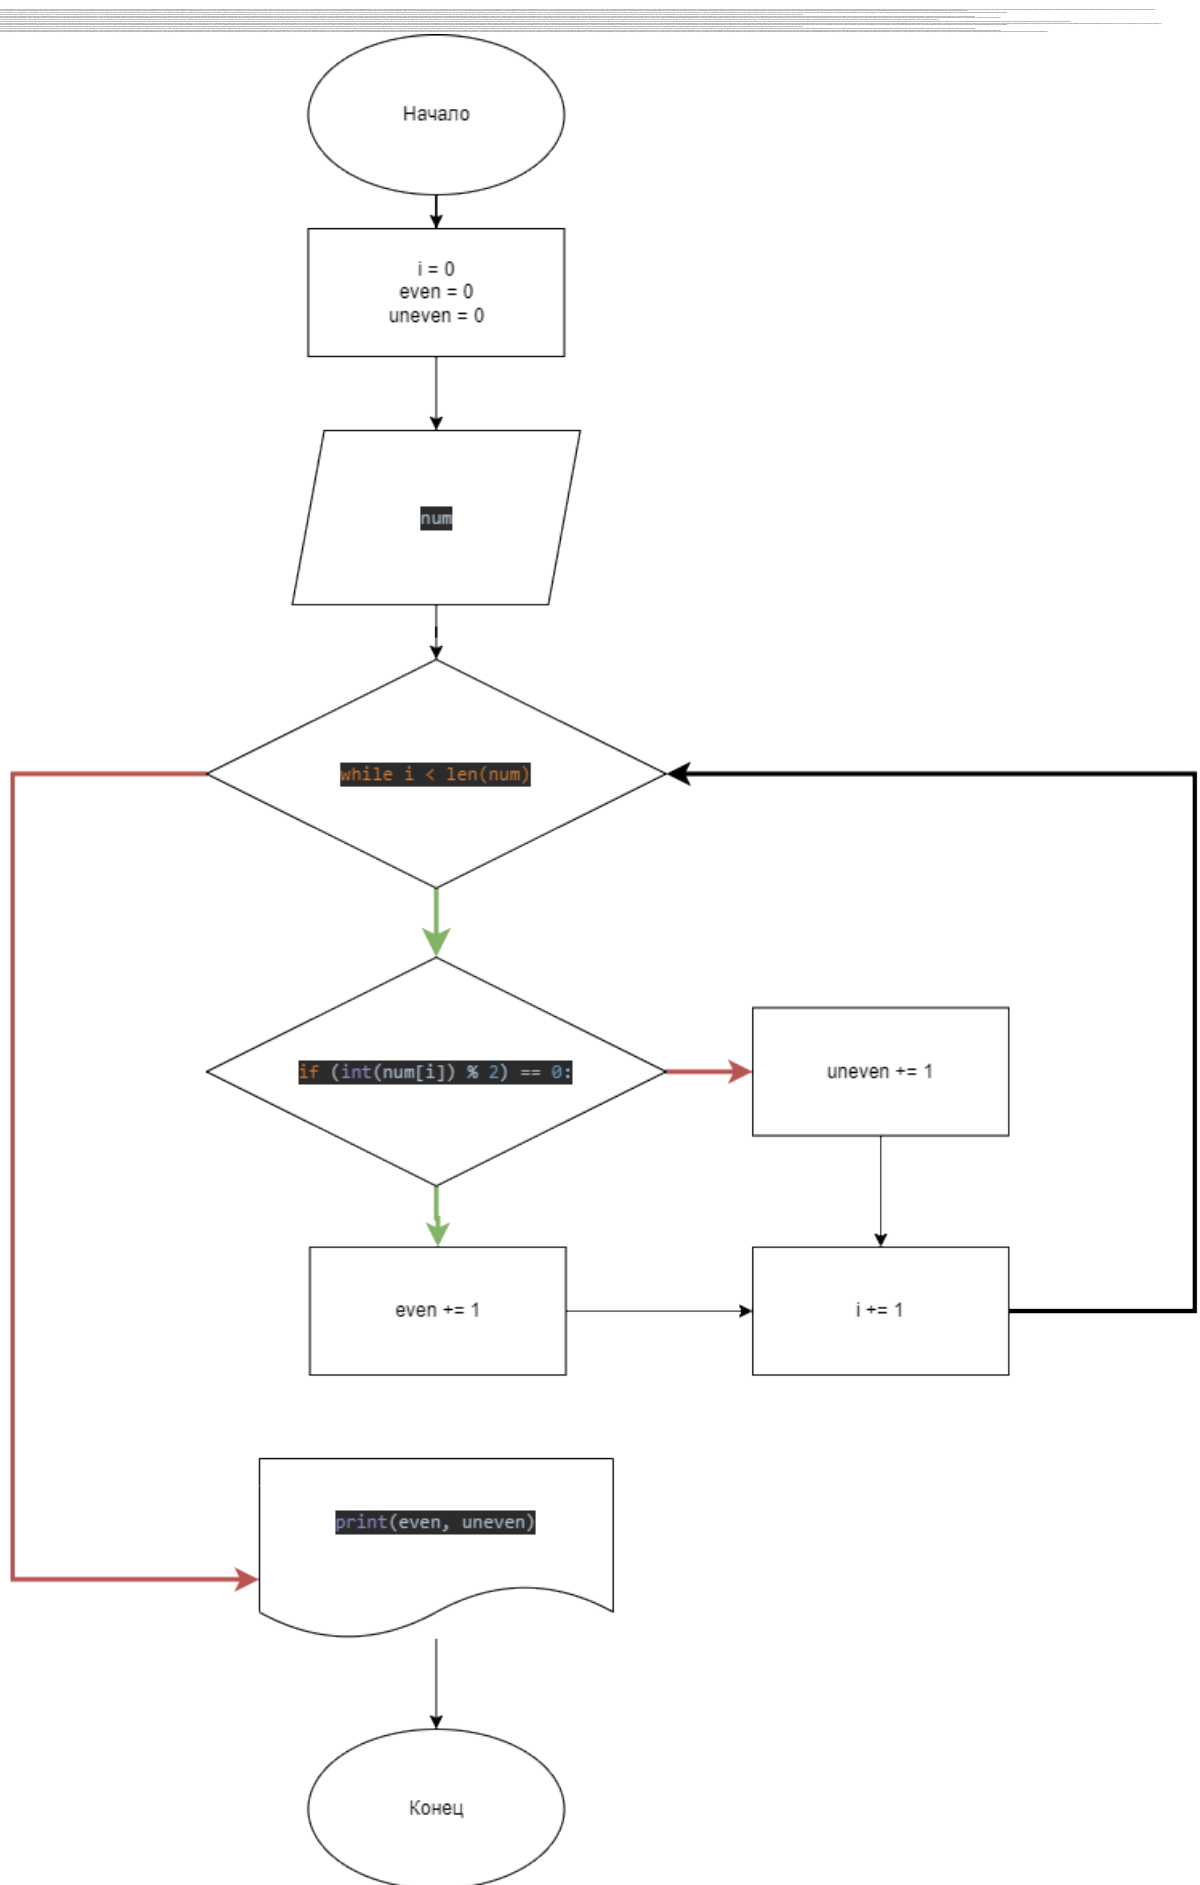 Начало
i = 0
even = 0
uneven = 0
num
while i < len(num)
if (int(num[i]) % 2) == 0:
uneven += 1
even += 1
i += 1
print(even, uneven)
Конец